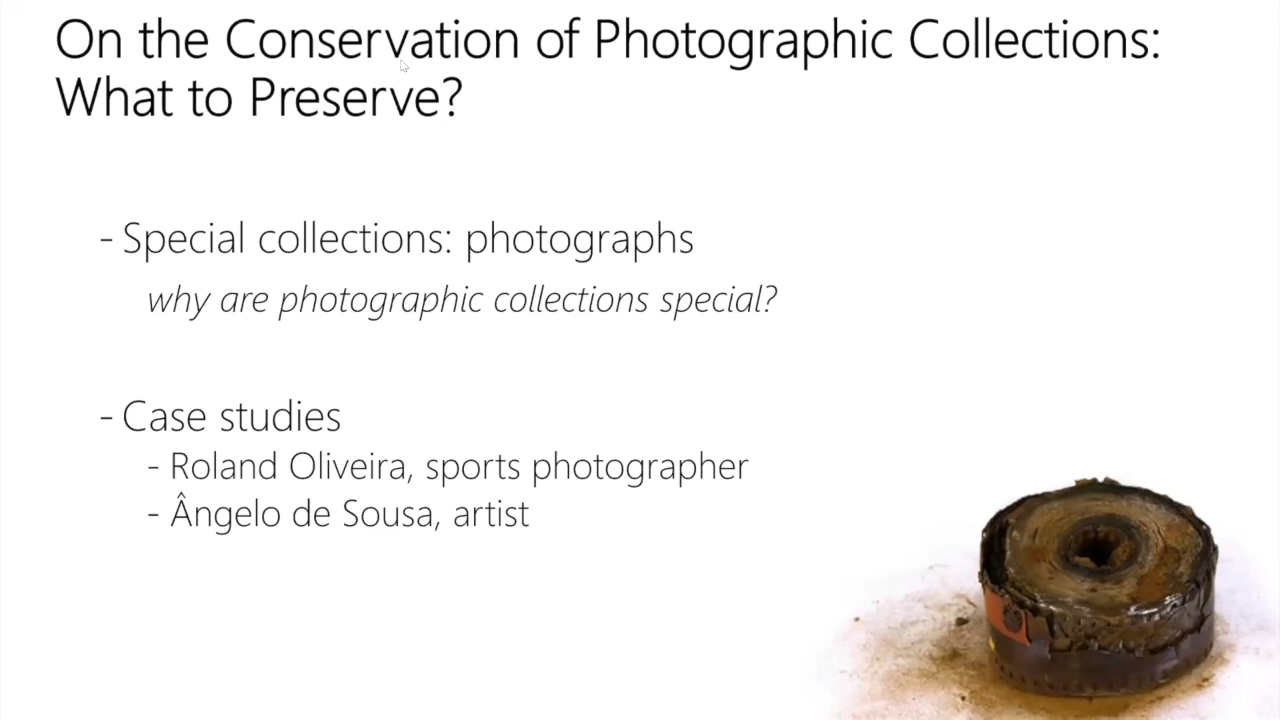 On the Conservation of Photographic Collections:
What to Preserve?
- Special collections: photographs
why are photographic collections special?
- Case studies
- Roland Oliveira, sports photographer
- Ângelo de Sousa, artist